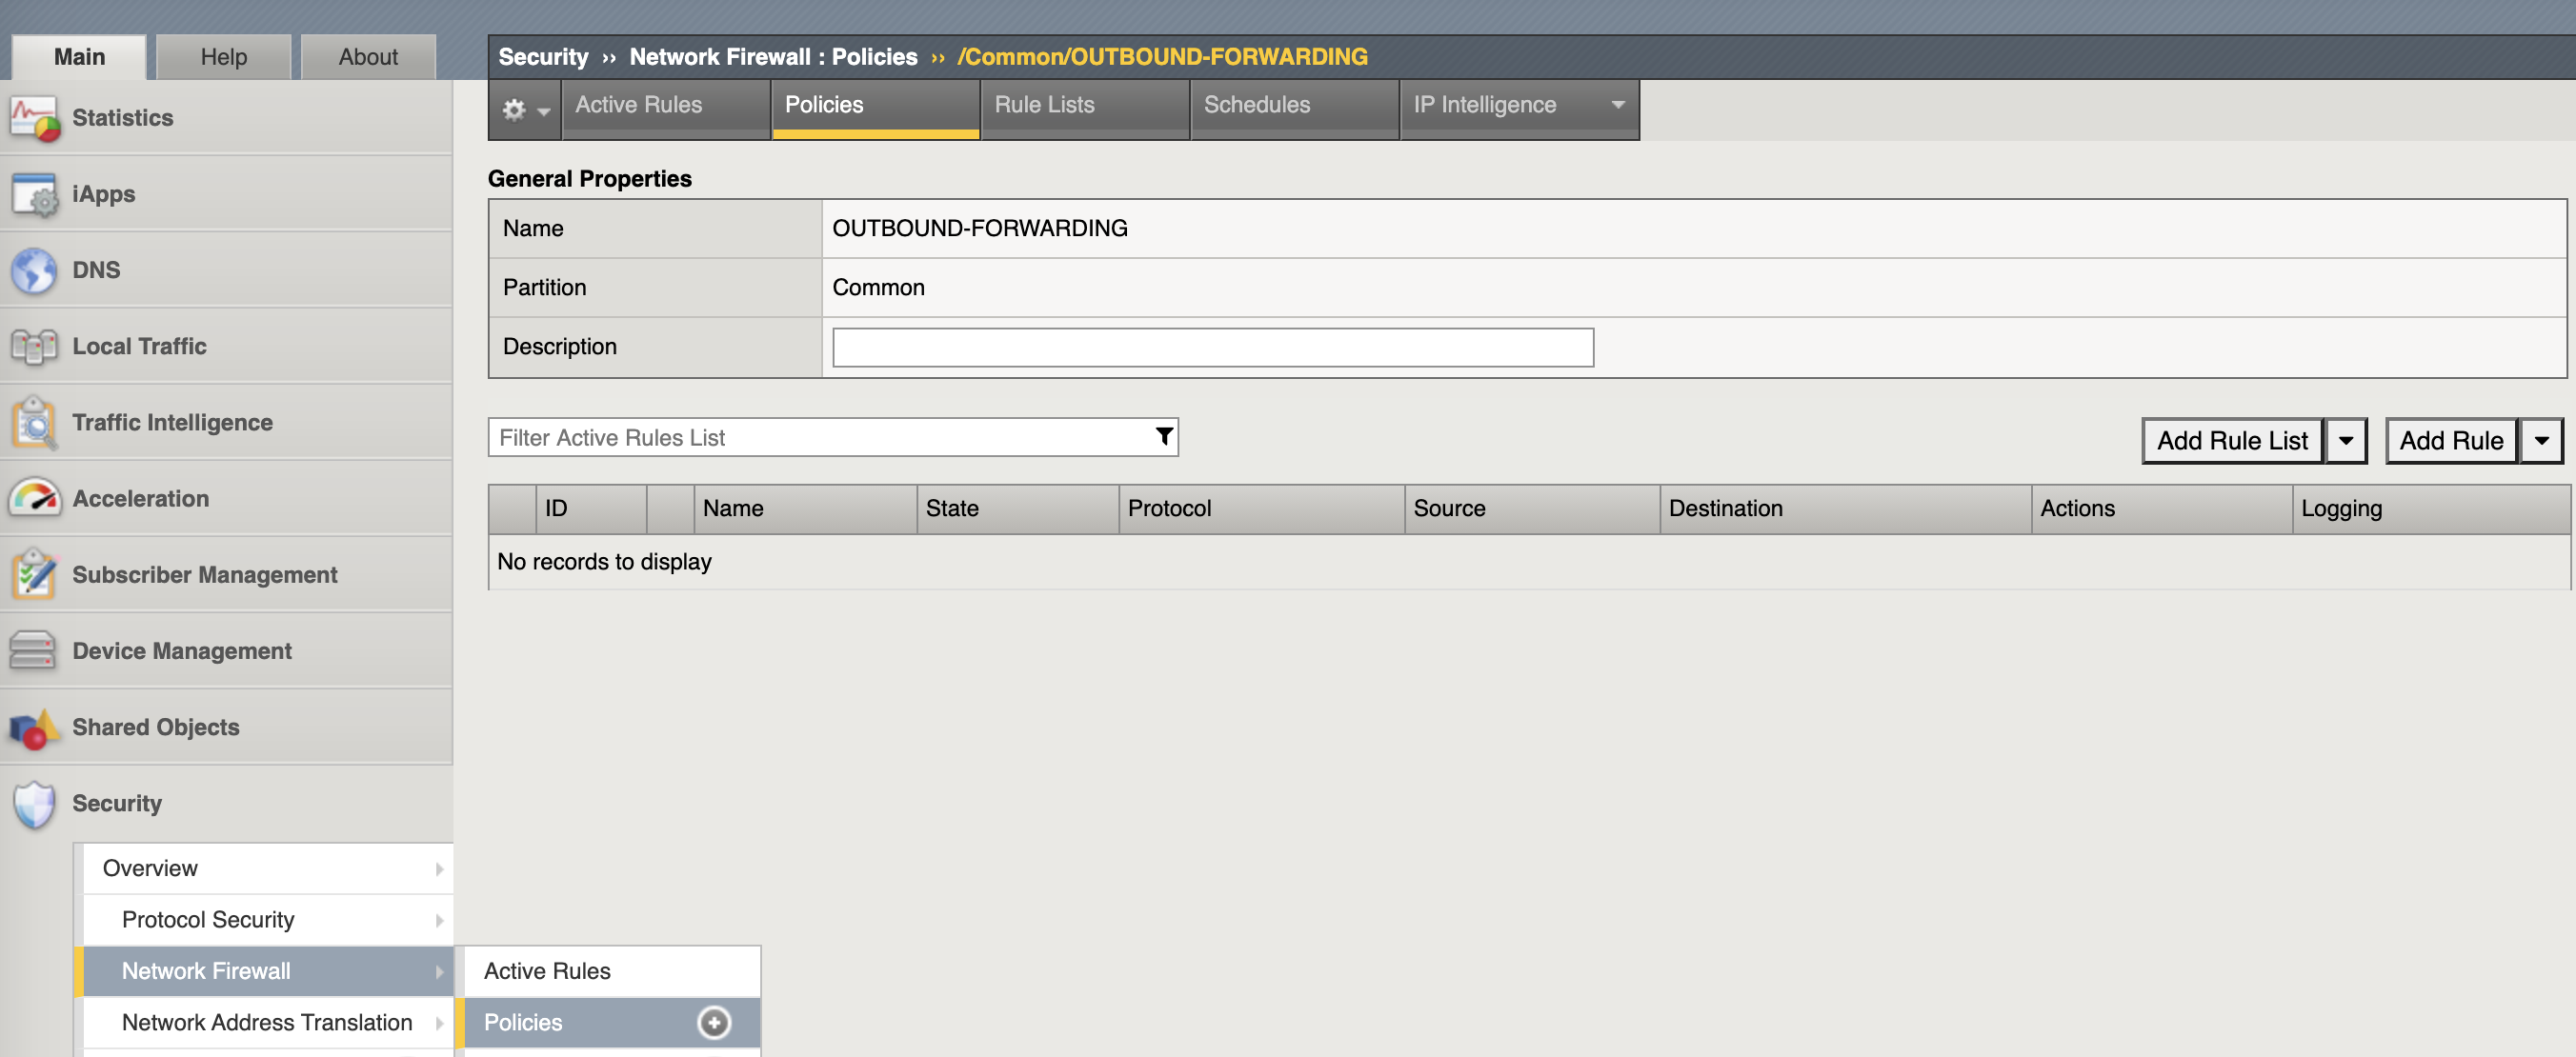 Main Help About
Security ›› Network Firewall : Policies ›› /Common/OUTBOUND-FORWARDING
Active Rules Policies Rule Lists Schedules IP Intelligence
Statistics
iApps
DNS
Local Traffic
Traffic Intelligence
Acceleration
Subscriber Management
Device Management
Shared Objects
Security
Overview
Protocol Security
Network Firewall
Network Address Translation
Active Rules
Policies
General Properties
Name OUTBOUND-FORWARDING
Partition Common
Description
Filter Active Rules List
Add Rule List Add Rule
ID Name State Protocol Source Destination Actions Logging
No records to display